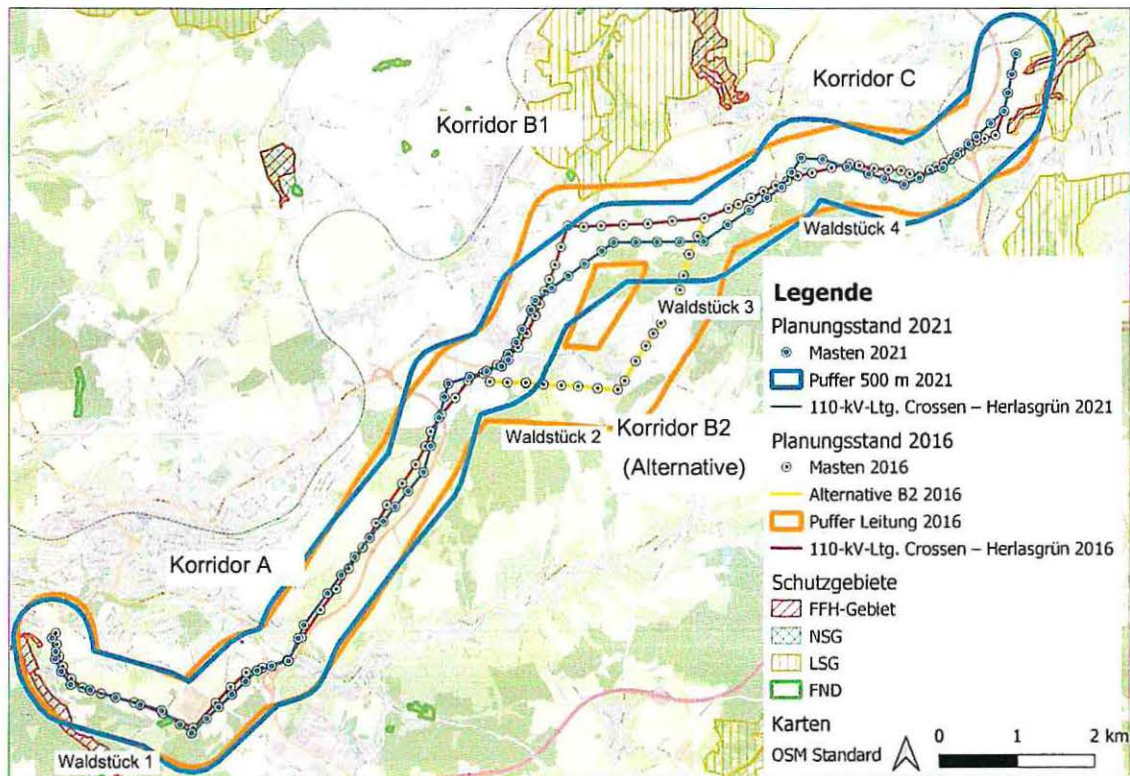 Korridor C
Korridor B1
Waldstück 4
Waldstück 3
Waldstück 2
Korridor B2
(Alternative)
Korridor A
Waldstück 1
Legende
Planungsstand 2021
Masten 2021
Puffer 500 m 2021
110-kV-Ltg. Crossen – Herlasgrün 2021
Planungsstand 2016
Masten 2016
Alternative B2 2016
Puffer Leitung 2016
110-kV-Ltg. Crossen – Herlasgrün 2016
Schutzgebiete
FFH-Gebiet
NSG
LSG
FND
Karten
OSM Standard
0 1 2 km